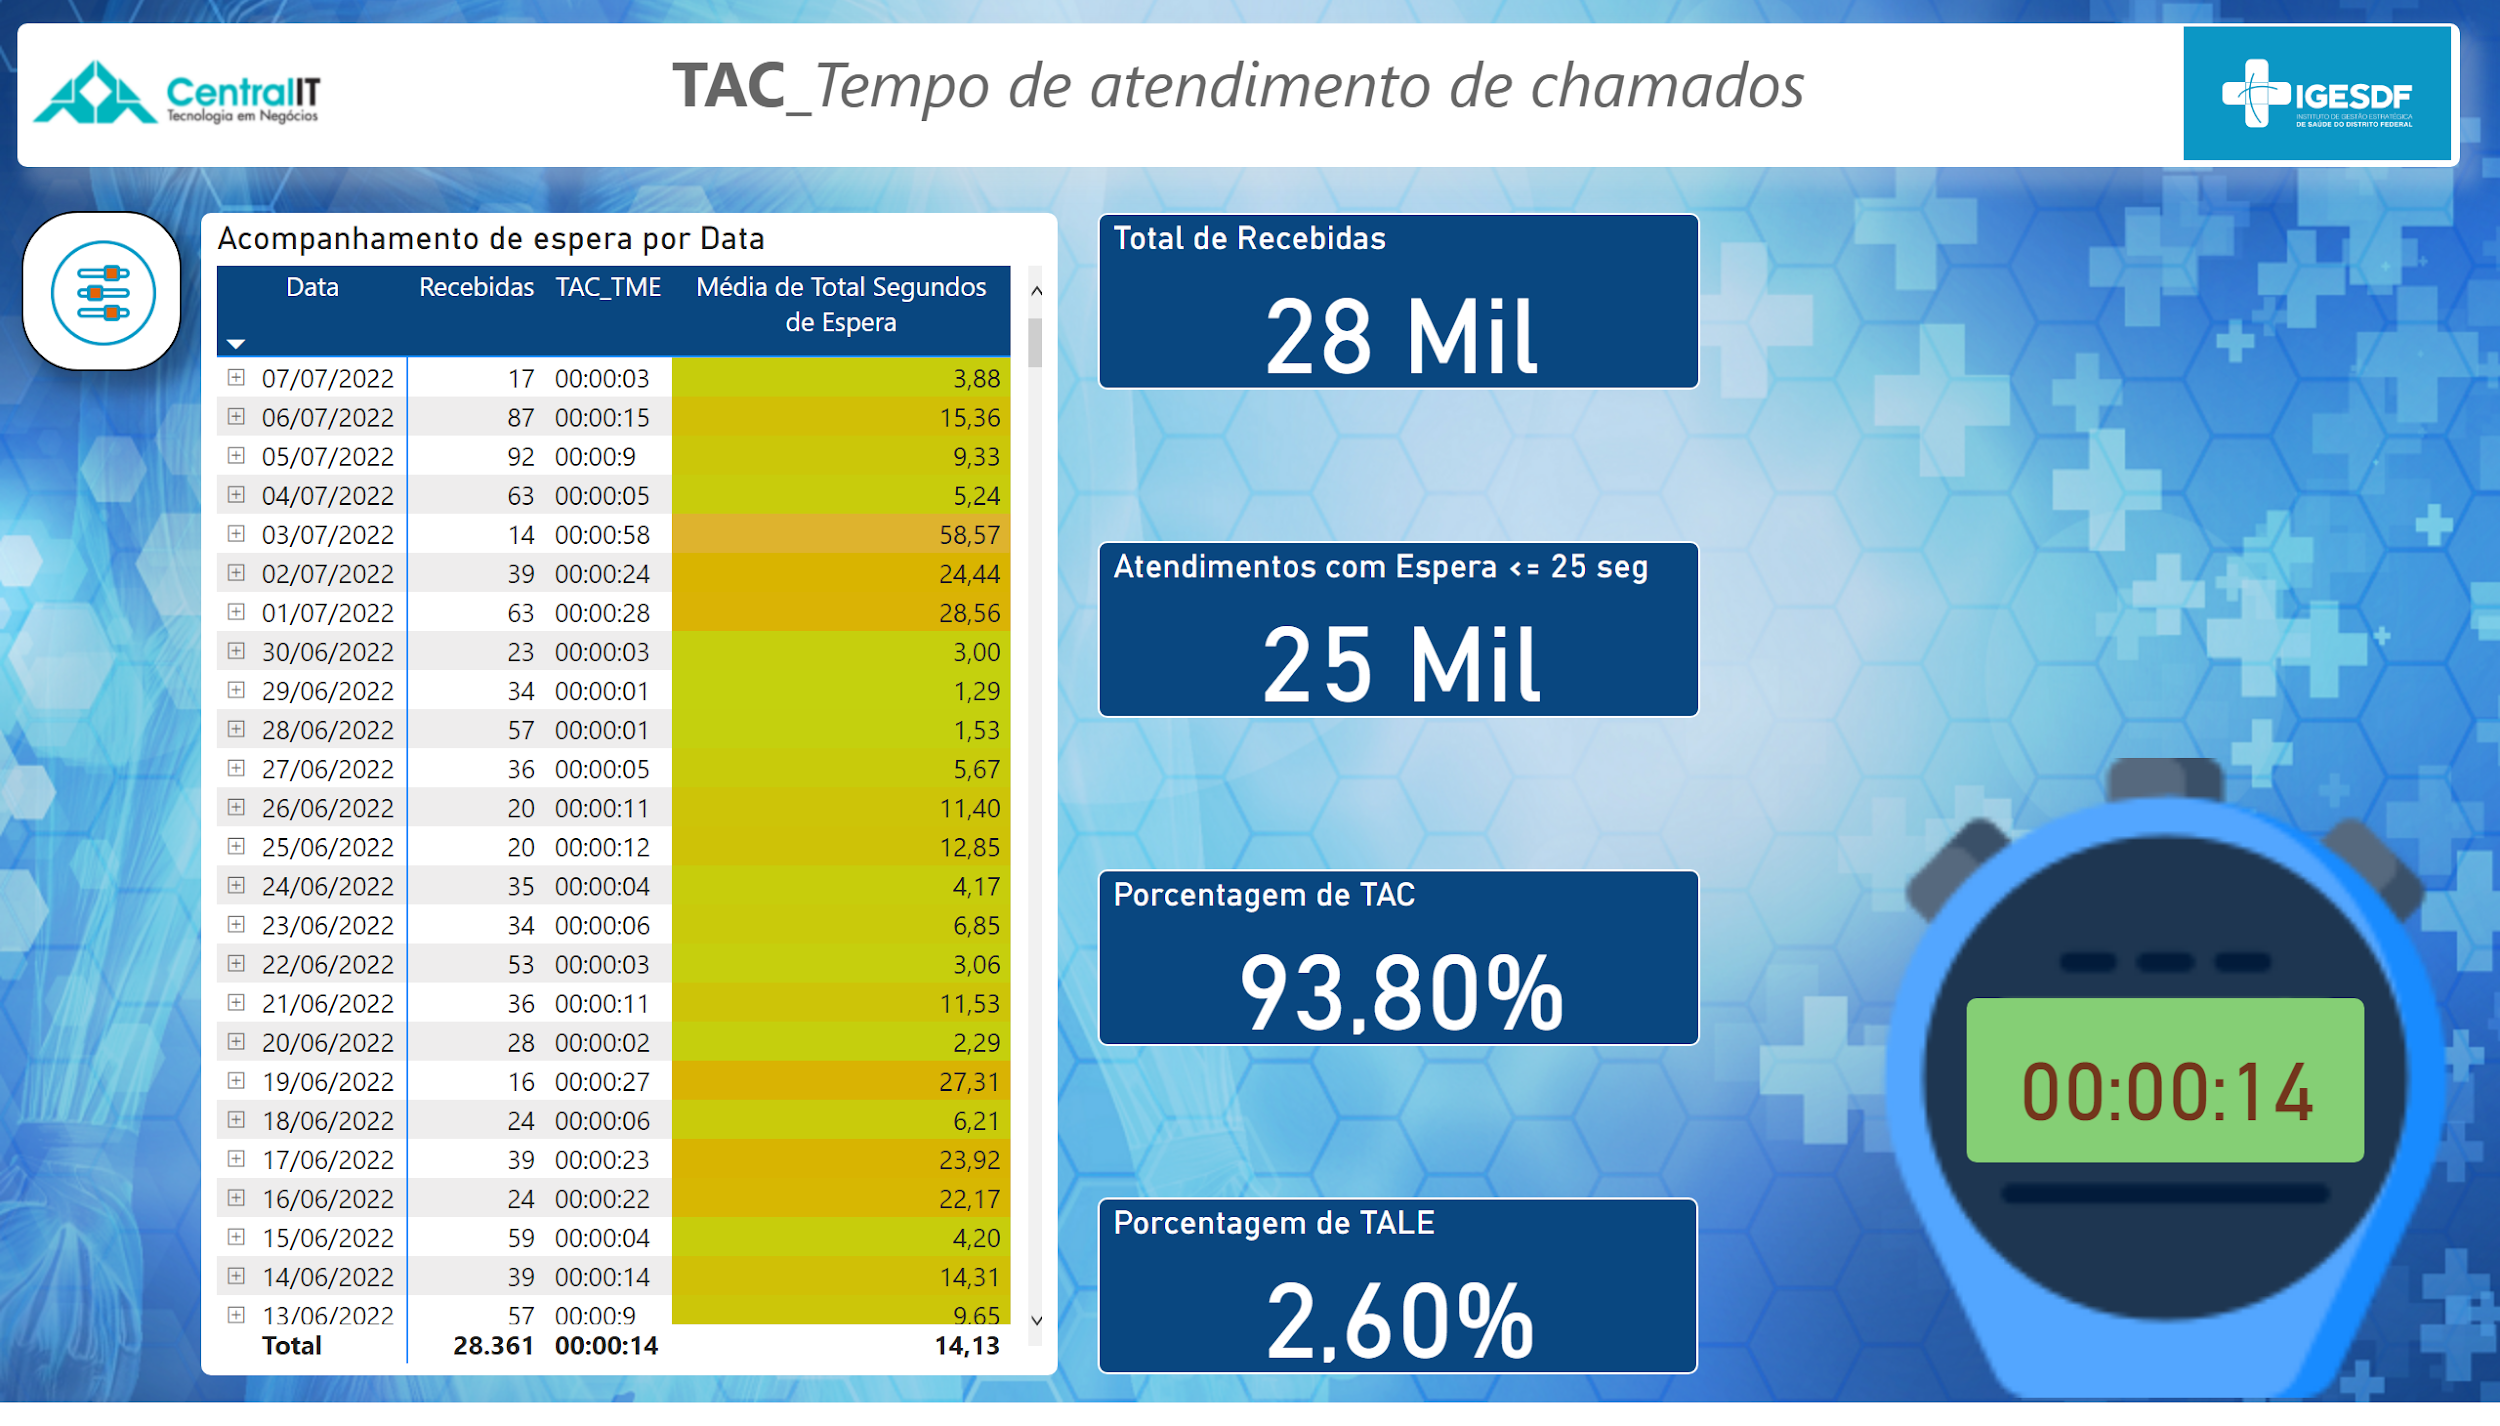 CentralIT
Tecnologia em Negócios
TAC_Tempo de atendimento de chamados
IGESDF
INSTITUTO DE GESTÃO ESTRATÉGICA
DE SAÚDE DO DISTRITO FEDERAL
Acompanhamento de espera por Data
Data Recebidas TAC_TME Média de Total Segundos
de Espera
07/07/2022 17 00:00:03 3,88
06/07/2022 87 00:00:15 15,36
05/07/2022 92 00:00:9 9,33
04/07/2022 63 00:00:05 5,24
03/07/2022 14 00:00:58 58,57
02/07/2022 39 00:00:24 24,44
01/07/2022 63 00:00:28 28,56
30/06/2022 23 00:00:03 3,00
29/06/2022 34 00:00:01 1,29
28/06/2022 57 00:00:01 1,53
27/06/2022 36 00:00:05 5,67
26/06/2022 20 00:00:11 11,40
25/06/2022 20 00:00:12 12,85
24/06/2022 35 00:00:04 4,17
23/06/2022 34 00:00:06 6,85
22/06/2022 53 00:00:03 3,06
21/06/2022 36 00:00:11 11,53
20/06/2022 28 00:00:02 2,29
19/06/2022 16 00:00:27 27,31
18/06/2022 24 00:00:06 6,21
17/06/2022 39 00:00:23 23,92
16/06/2022 24 00:00:22 22,17
15/06/2022 59 00:00:04 4,20
14/06/2022 39 00:00:14 14,31
13/06/2022 57 00:00:9 9,65
Total 28.361 00:00:14 14,13
Total de Recebidas
28 Mil
Atendimentos com Espera <= 25 seg
25 Mil
Porcentagem de TAC
93,80%
Porcentagem de TALE
2,60%
00:00:14